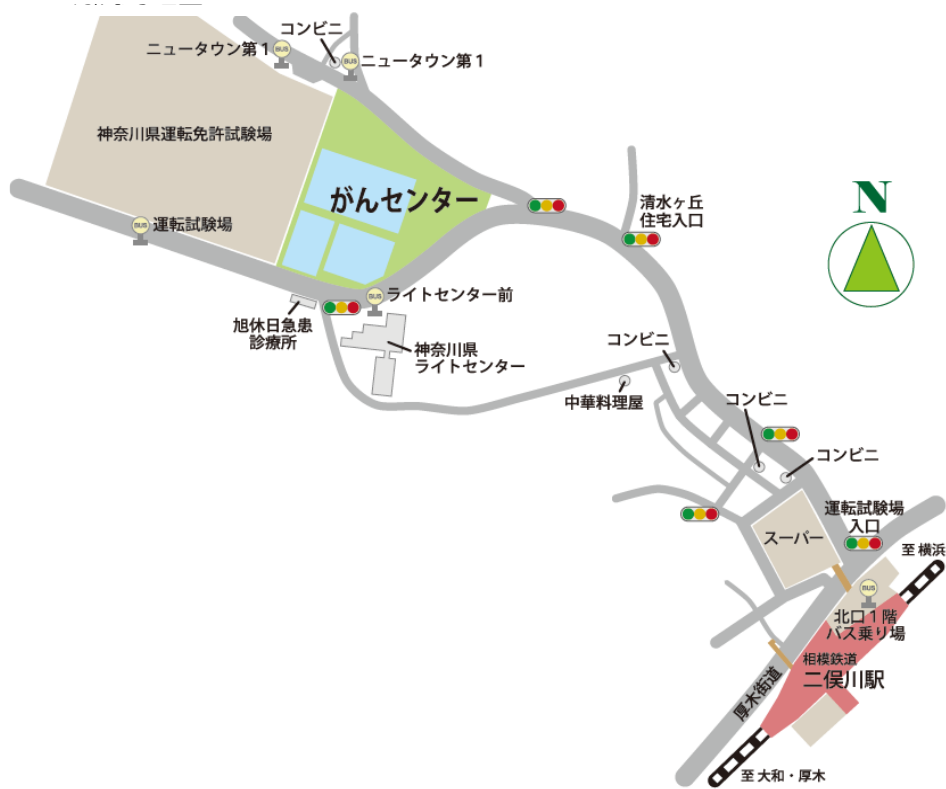 コンビニ
ニュータウン第1
BUS
BUS
ニュータウン第1
神奈川県運転免許試験場
がんセンター
N
清水ヶ丘
住宅入口
BUS
運転試験場
BUS
ライトセンター前
旭休日急患
診療所
神奈川県
ライトセンター
コンビニ
中華料理屋
コンビニ
コンビニ
運転試験場
入口
スーパー
至 横浜
BUS
北口1階
バス乗り場
相模鉄道
二俣川駅
厚木街道
至 大和・厚木